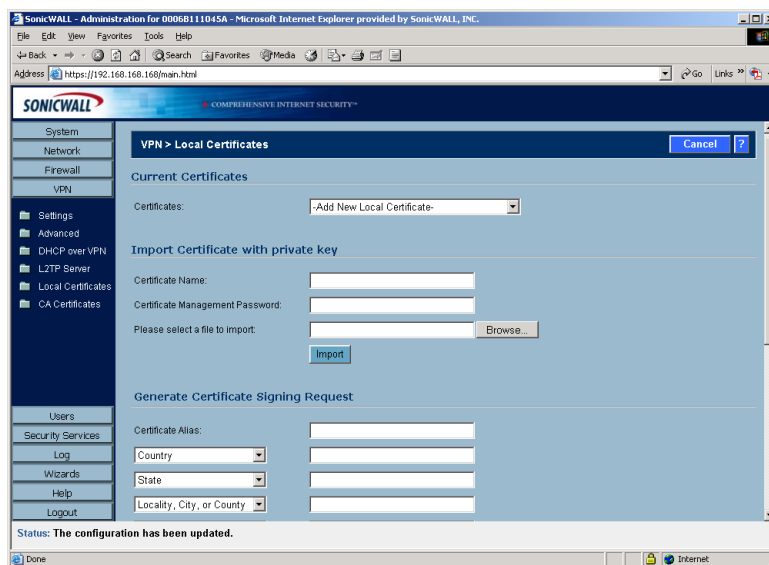 SonicWALL - Administration for 0006B111045A - Microsoft Internet Explorer provided by SonicWALL, INC.
File Edit View Favorites Tools Help
Back Search Favorites Media
Address https://192.168.168.168/main.html Go Links »
SONICWALL COMPREHENSIVE INTERNET SECURITY™
System
Network
Firewall
VPN
Settings
Advanced
DHCP over VPN
L2TP Server
Local Certificates
CA Certificates
Users
Security Services
Log
Wizards
Help
Logout
VPN > Local Certificates Cancel ?
Current Certificates
Certificates: -Add New Local Certificate-
Import Certificate with private key
Certificate Name:
Certificate Management Password:
Please select a file to import: Browse...
Import
Generate Certificate Signing Request
Certificate Alias:
Country
State
Locality, City, or County
Status: The configuration has been updated.
Done Internet